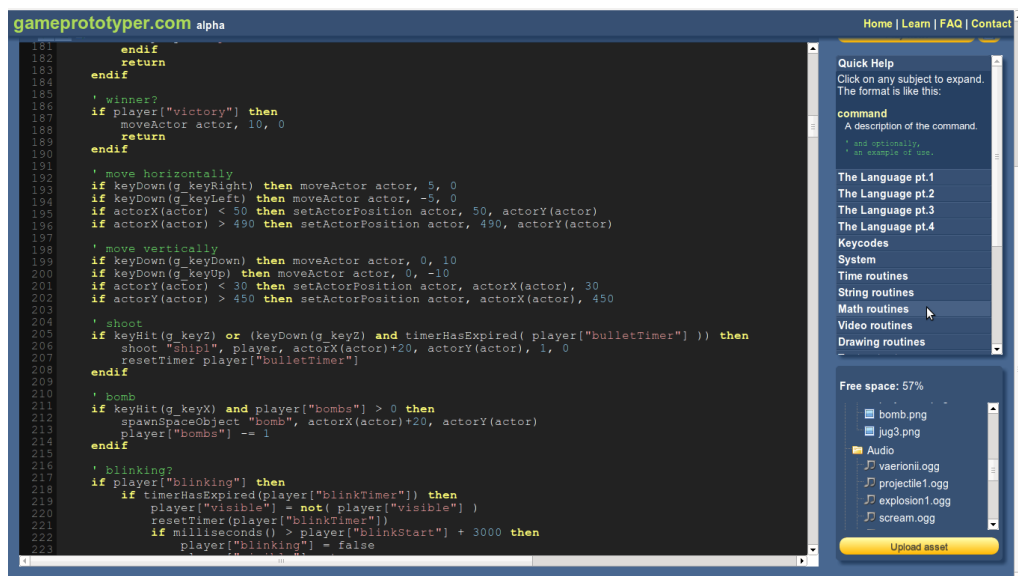 gameprototyper.com alpha
Home | Learn | FAQ | Contact
181
182 endif
183 return
184 endif
185
186 ' winner?
187 if player["victory"] then
188 moveActor actor, 10, 0
189 return
190 endif
191
192 ' move horizontally
193 if keyDown(g_keyRight) then moveActor actor, 5, 0
194 if keyDown(g_keyLeft) then moveActor actor, -5, 0
195 if actorX(actor) < 50 then setActorPosition actor, 50, actorY(actor)
196 if actorX(actor) > 490 then setActorPosition actor, 490, actorY(actor)
197
198 ' move vertically
199 if keyDown(g_keyDown) then moveActor actor, 0, 10
200 if keyDown(g_keyUp) then moveActor actor, 0, -10
201 if actorY(actor) < 30 then setActorPosition actor, actorX(actor), 30
202 if actorY(actor) > 450 then setActorPosition actor, actorX(actor), 450
203
204 ' shoot
205 if keyHit(g_keyZ) or (keyDown(g_keyZ) and timerHasExpired( player["bulletTimer"] )) then
206 shoot "ship1", player, actorX(actor)+20, actorY(actor), 1, 0
207 resetTimer player["bulletTimer"]
208 endif
209
210 ' bomb
211 if keyHit(g_keyX) and player["bombs"] > 0 then
212 spawnSpaceObject "bomb", actorX(actor)+20, actorY(actor)
213 player["bombs"] -= 1
214 endif
215
216 ' blinking?
217 if player["blinking"] then
218 if timerHasExpired(player["blinkTimer"]) then
219 player["visible"] = not( player["visible"] )
220 resetTimer(player["blinkTimer"])
221 if milliseconds() > player["blinkStart"] + 3000 then
222 player["blinking"] = false
223
Quick Help
Click on any subject to expand.
The format is like this:
command
A description of the command.
' and optionally,
' an example of use.
The Language pt.1
The Language pt.2
The Language pt.3
The Language pt.4
Keycodes
System
Time routines
String routines
Math routines
Video routines
Drawing routines
Free space: 57%
bomb.png
jug3.png
Audio
vaerionii.ogg
projectile1.ogg
explosion1.ogg
scream.ogg
Upload asset